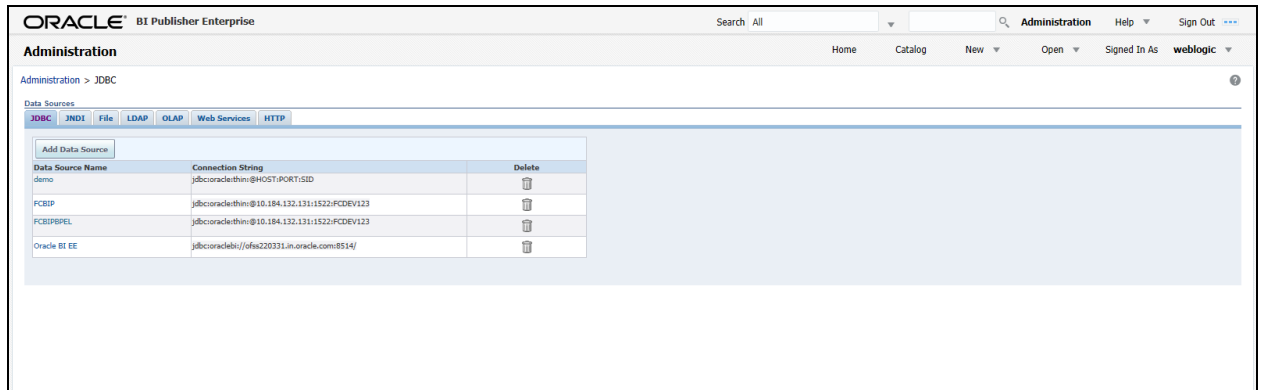 ORACLE BI Publisher Enterprise Search All Administration Help Sign Out
Administration Home Catalog New Open Signed In As weblogic
Administration > JDBC
Data Sources
JDBC JNDI File LDAP OLAP Web Services HTTP
Add Data Source
Data Source Name Connection String Delete
demo jdbc:oracle:thin:@HOST:PORT:SID
FCBIP jdbc:oracle:thin:@10.184.132.131:1522:FCDEV123
FCBIPBPEL jdbc:oracle:thin:@10.184.132.131:1522:FCDEV123
Oracle BI EE jdbc:oraclebi://ofss220331.in.oracle.com:8514/